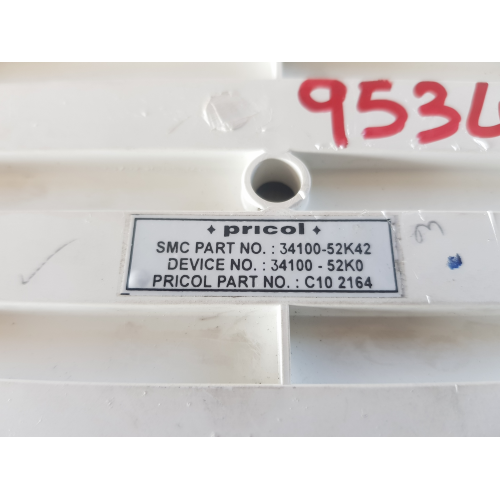 953
pricol
SMC PART NO. : 34100-52K42
DEVICE NO. : 34100 - 52K0
PRICOL PART NO. : C10 2164